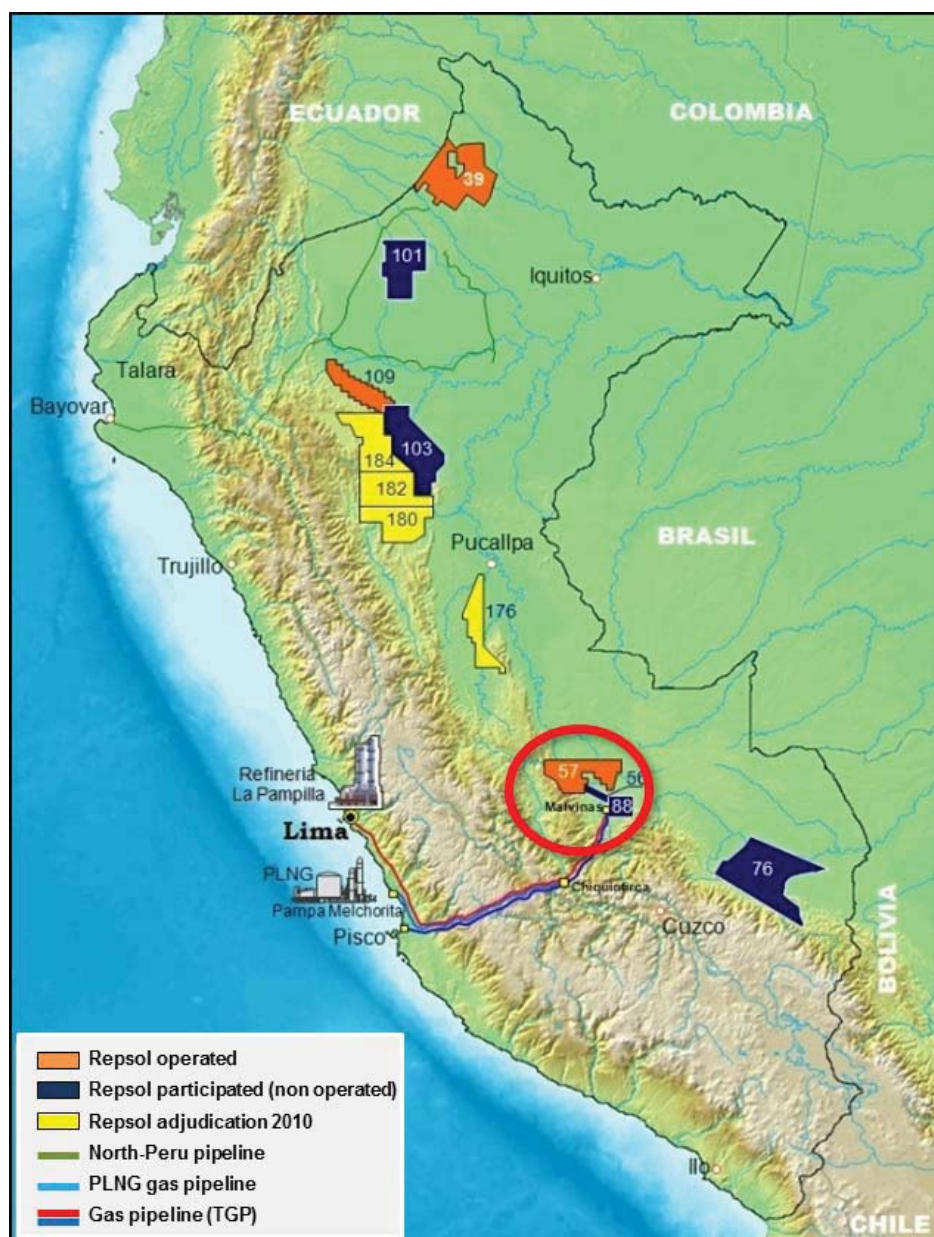 ECUADOR
COLOMBIA
39
101
Iquitos
Talara
109
Bayovar
103
184
182
180
Pucallpa
BRASIL
Trujillo
176
57
56
Refineria
La Pampilla
Malvinas
88
Lima
76
PLNG
Chiquintirca
Pampa Melchorita
Pisco
Cuzco
BOLIVIA
Repsol operated
Repsol participated (non operated)
Repsol adjudication 2010
North-Peru pipeline
PLNG gas pipeline
Gas pipeline (TGP)
Ilo
CHILE